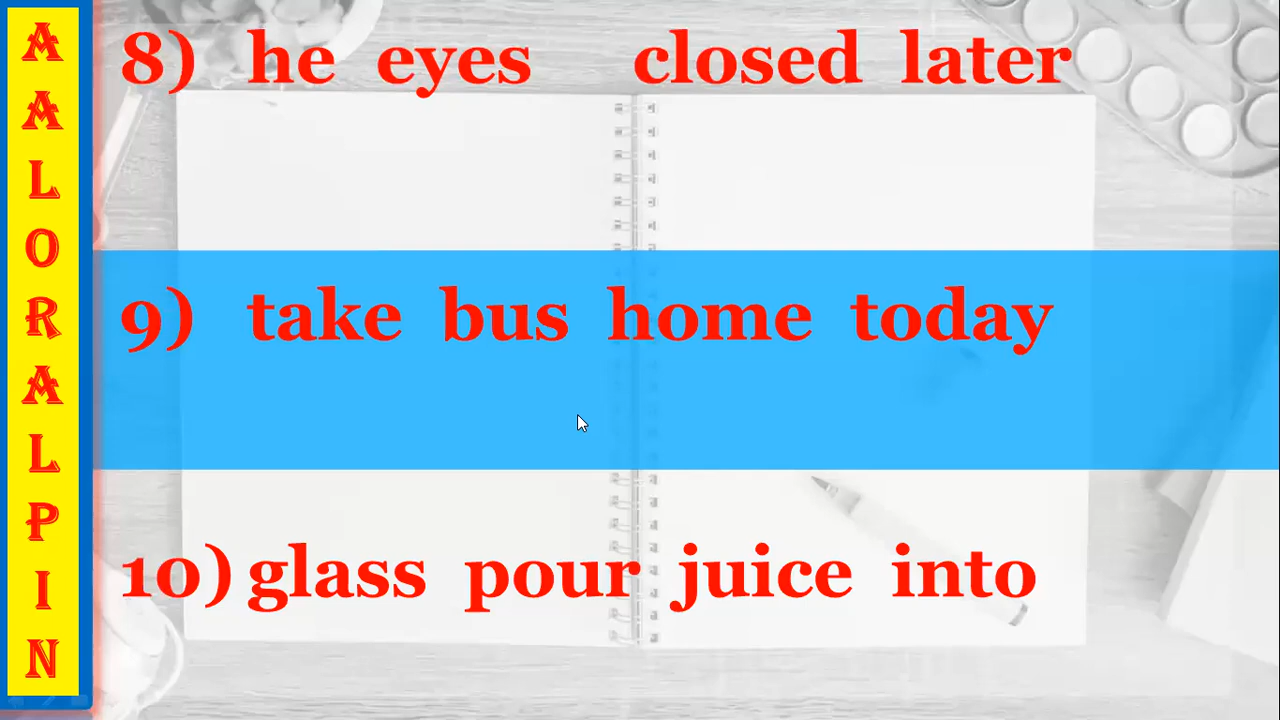 AALORALPIN
8) he eyes closed later
9) take bus home today
10) glass pour juice into